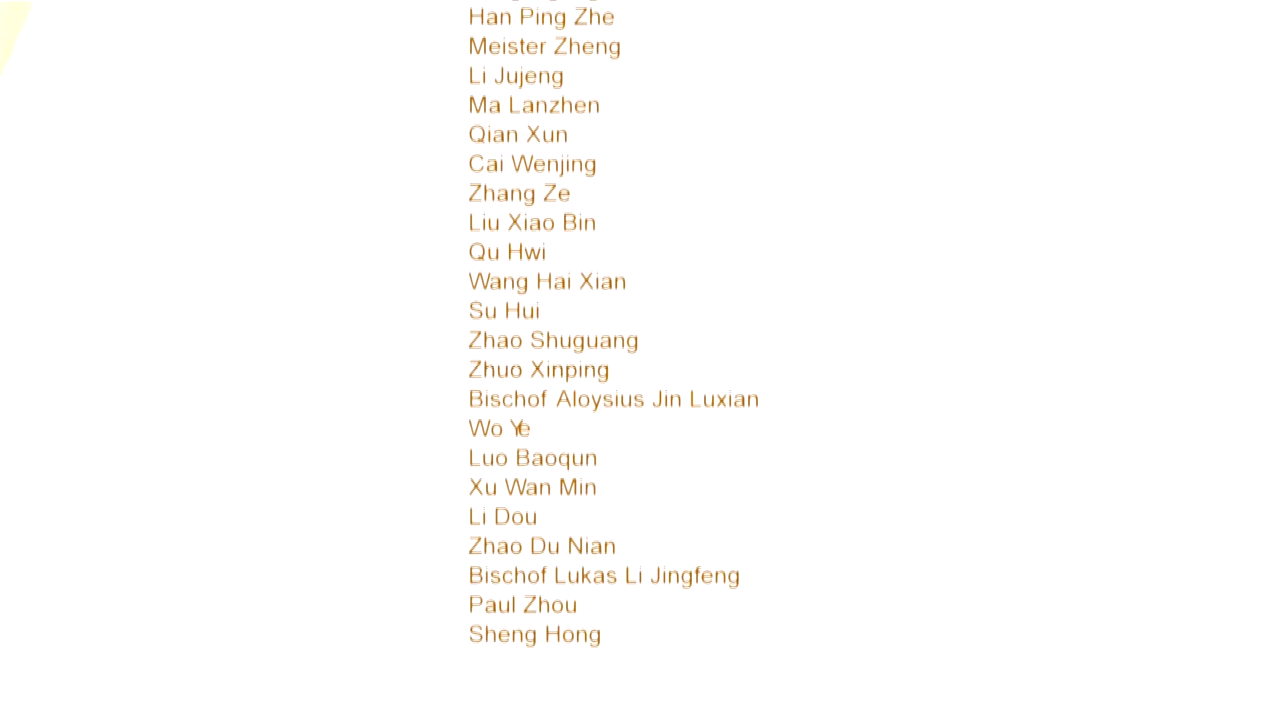 Han Ping Zhe
Meister Zheng
Li Jujeng
Ma Lanzhen
Qian Xun
Cai Wenjing
Zhang Ze
Liu Xiao Bin
Qu Hwi
Wang Hai Xian
Su Hui
Zhao Shuguang
Zhuo Xinping
Bischof Aloysius Jin Luxian
Wo Ye
Luo Baoqun
Xu Wan Min
Li Dou
Zhao Du Nian
Bischof Lukas Li Jingfeng
Paul Zhou
Sheng Hong